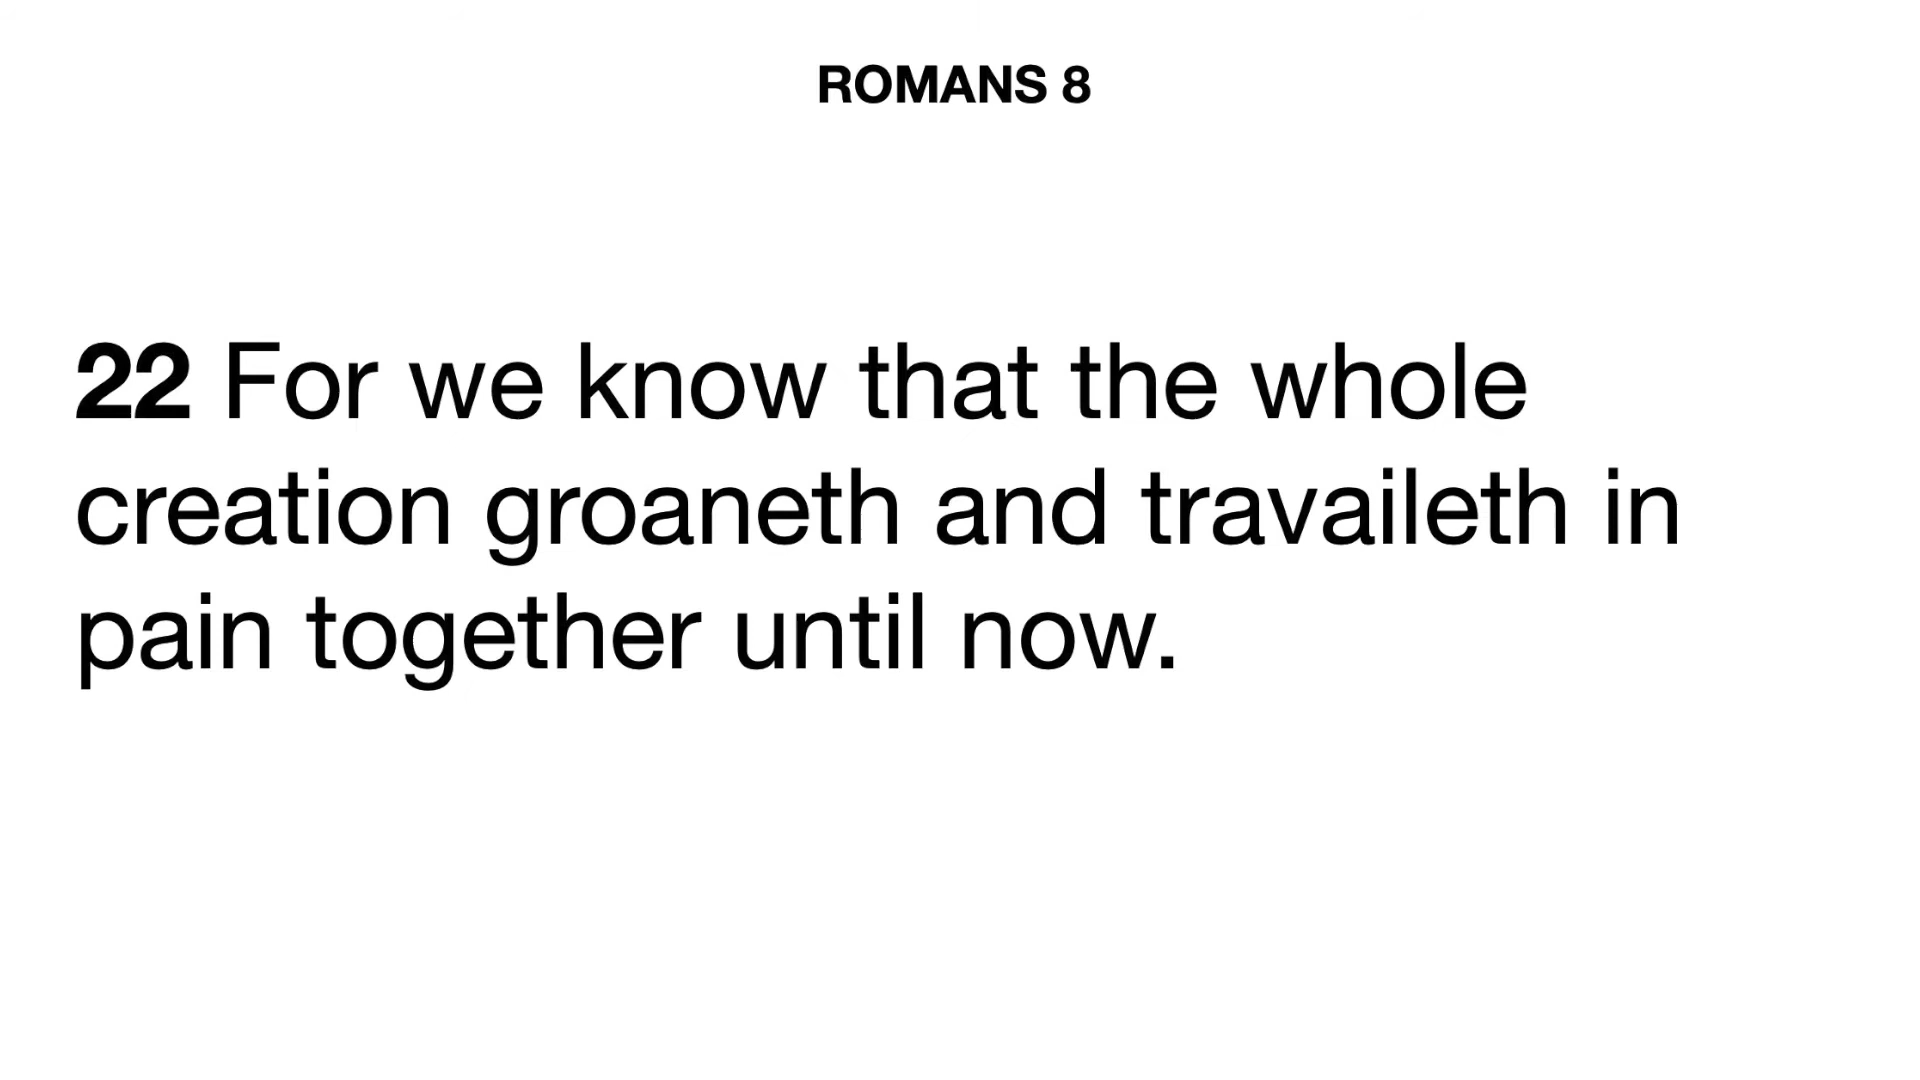 ROMANS 8
22 For we know that the whole
creation groaneth and travaileth in
pain together until now.